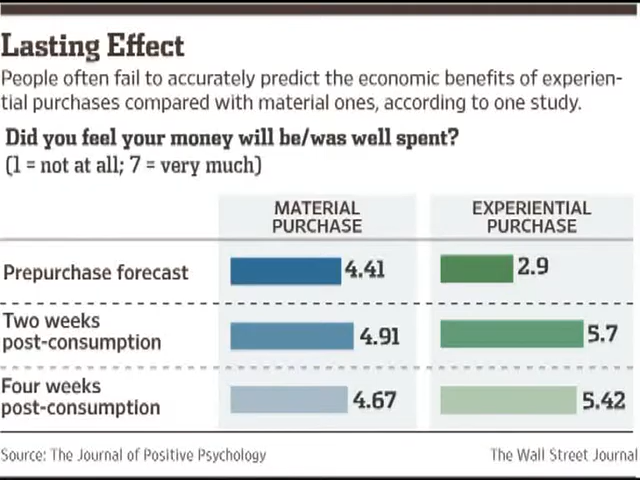 Lasting Effect
People often fail to accurately predict the economic benefits of experien-
tial purchases compared with material ones, according to one study.
Did you feel your money will be/was well spent?
(1 = not at all; 7 = very much)
MATERIAL
PURCHASE
EXPERIENTIAL
PURCHASE
Prepurchase forecast
4.41
2.9
Two weeks
post-consumption
4.91
5.7
Four weeks
post-consumption
4.67
5.42
Source: The Journal of Positive Psychology
The Wall Street Journal